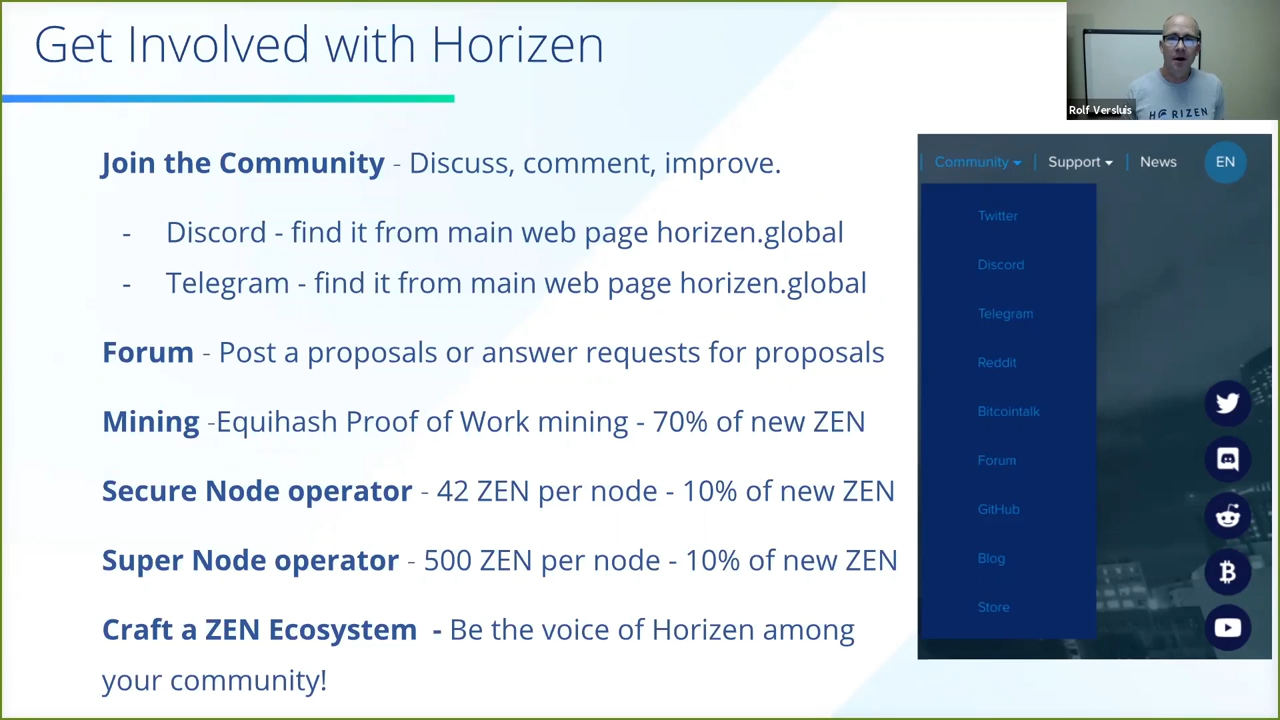 Get Involved with Horizen
Rolf Versluis
HORIZEN
Join the Community - Discuss, comment, improve.
- Discord - find it from main web page horizen.global
- Telegram - find it from main web page horizen.global
Forum - Post a proposals or answer requests for proposals
Mining -Equihash Proof of Work mining - 70% of new ZEN
Secure Node operator - 42 ZEN per node - 10% of new ZEN
Super Node operator - 500 ZEN per node - 10% of new ZEN
Craft a ZEN Ecosystem - Be the voice of Horizen among
your community!
Community Support News EN
Twitter
Discord
Telegram
Reddit
Bitcointalk
Forum
GitHub
Blog
Store